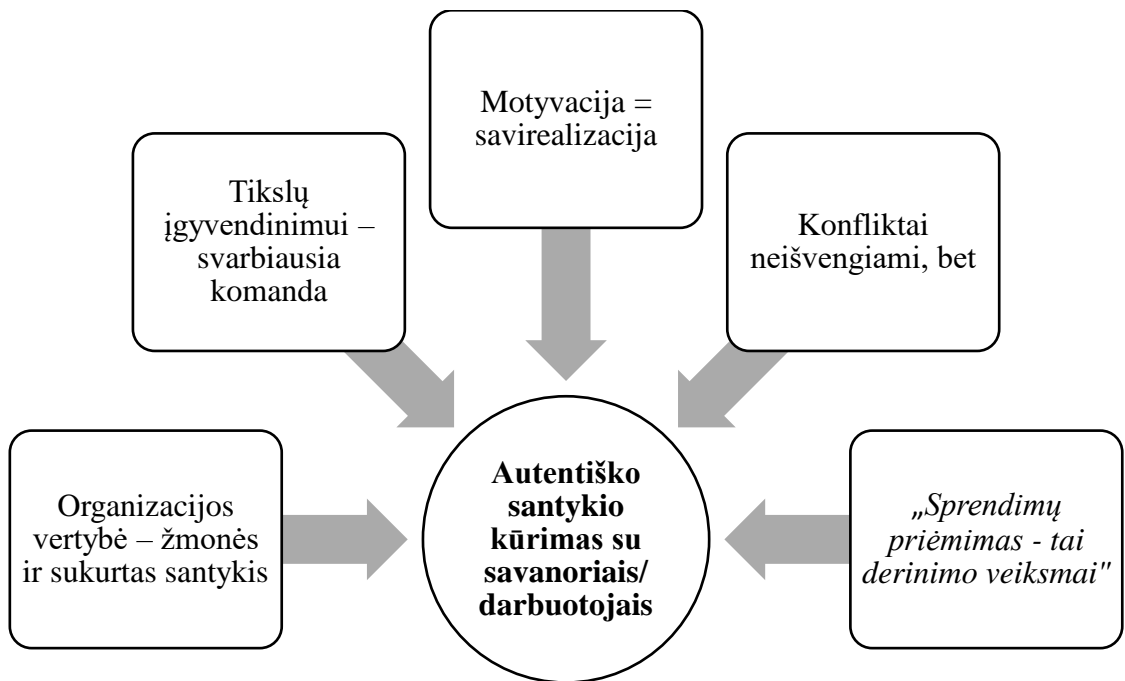 Motyvacija =
savirealizacija
Tikslų
įgyvendinimui –
svarbiausia
komanda
Konfliktai
neišvengiami, bet
Organizacijos
vertybė – žmonės
ir sukurtas santykis
Autentiško
santykio
kūrimas su
savanoriais/
darbuotojais
„Sprendimų
priėmimas - tai
derinimo veiksmai"